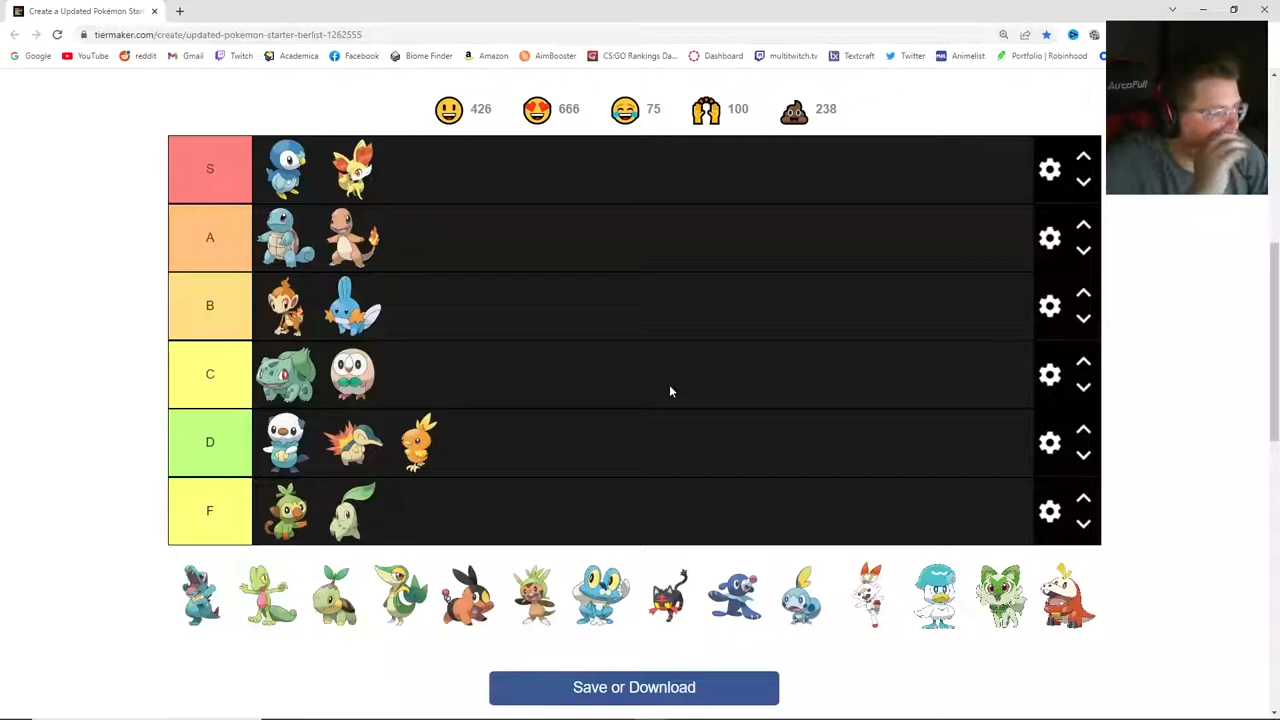 Create a Updated Pokémon Star
tiermaker.com/create/updated-pokemon-starter-tierlist-1262555
Google YouTube reddit Gmail Twitch Academica Facebook Biome Finder Amazon AimBooster CS:GO Rankings Da... Dashboard multitwitch.tv Textcraft Twitter Animelist Portfolio | Robinhood
426 666 75 100 238
AutoFull
S
A
B
C
D
F
Save or Download